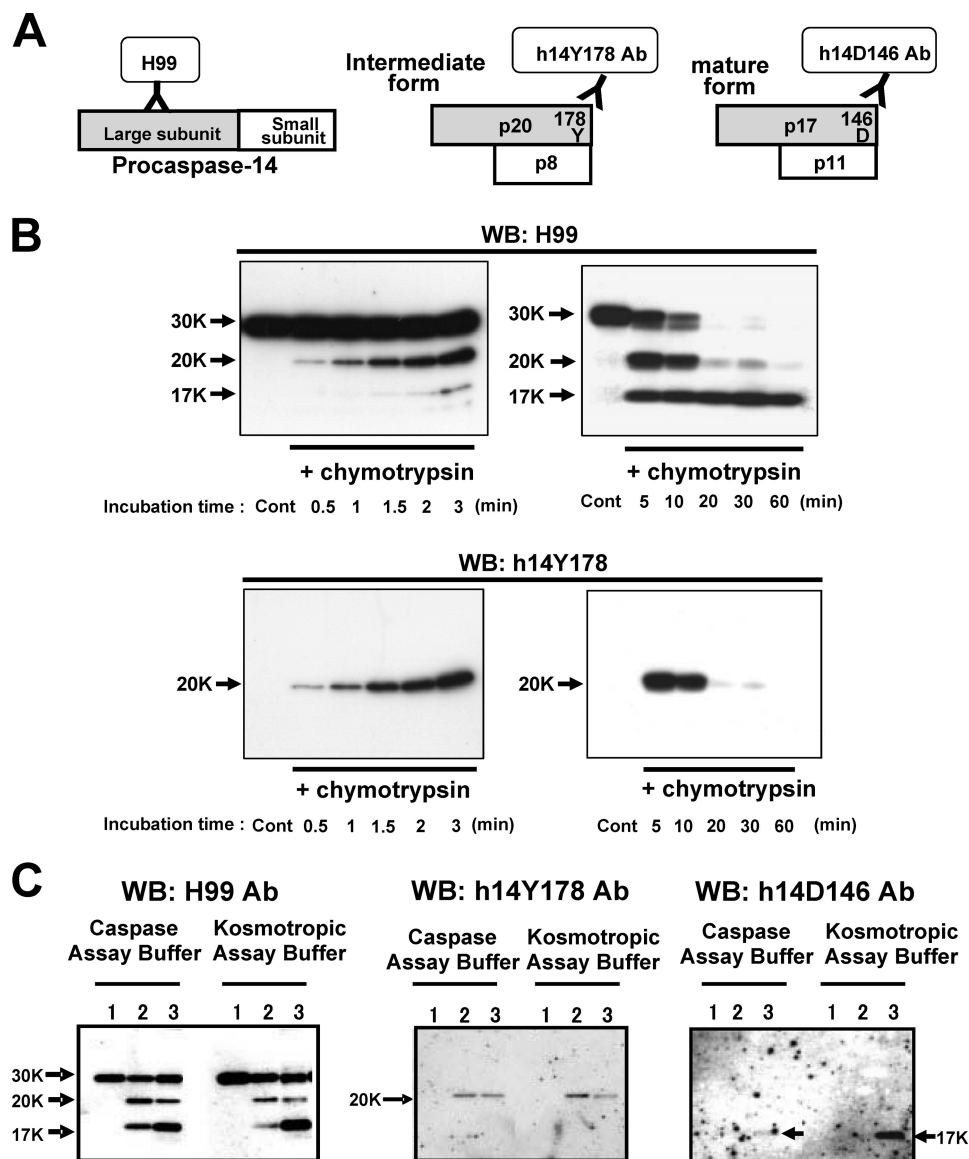 A
H99
Large subunit
Small subunit
Procaspase-14
Intermediate form
h14Y178 Ab
p20
178
Y
p8
mature form
h14D146 Ab
p17
146
D
p11
B
WB: H99
30K
20K
17K
30K
20K
17K
+ chymotrypsin
+ chymotrypsin
Incubation time : Cont 0.5 1 1.5 2 3 (min)
Cont 5 10 20 30 60 (min)
WB: h14Y178
20K
20K
+ chymotrypsin
+ chymotrypsin
Incubation time : Cont 0.5 1 1.5 2 3 (min)
Cont 5 10 20 30 60 (min)
C
WB: H99 Ab
Caspase Assay Buffer
Kosmotropic Assay Buffer
1 2 3 1 2 3
30K
20K
17K
WB: h14Y178 Ab
Caspase Assay Buffer
Kosmotropic Assay Buffer
1 2 3 1 2 3
20K
WB: h14D146 Ab
Caspase Assay Buffer
Kosmotropic Assay Buffer
1 2 3 1 2 3
17K